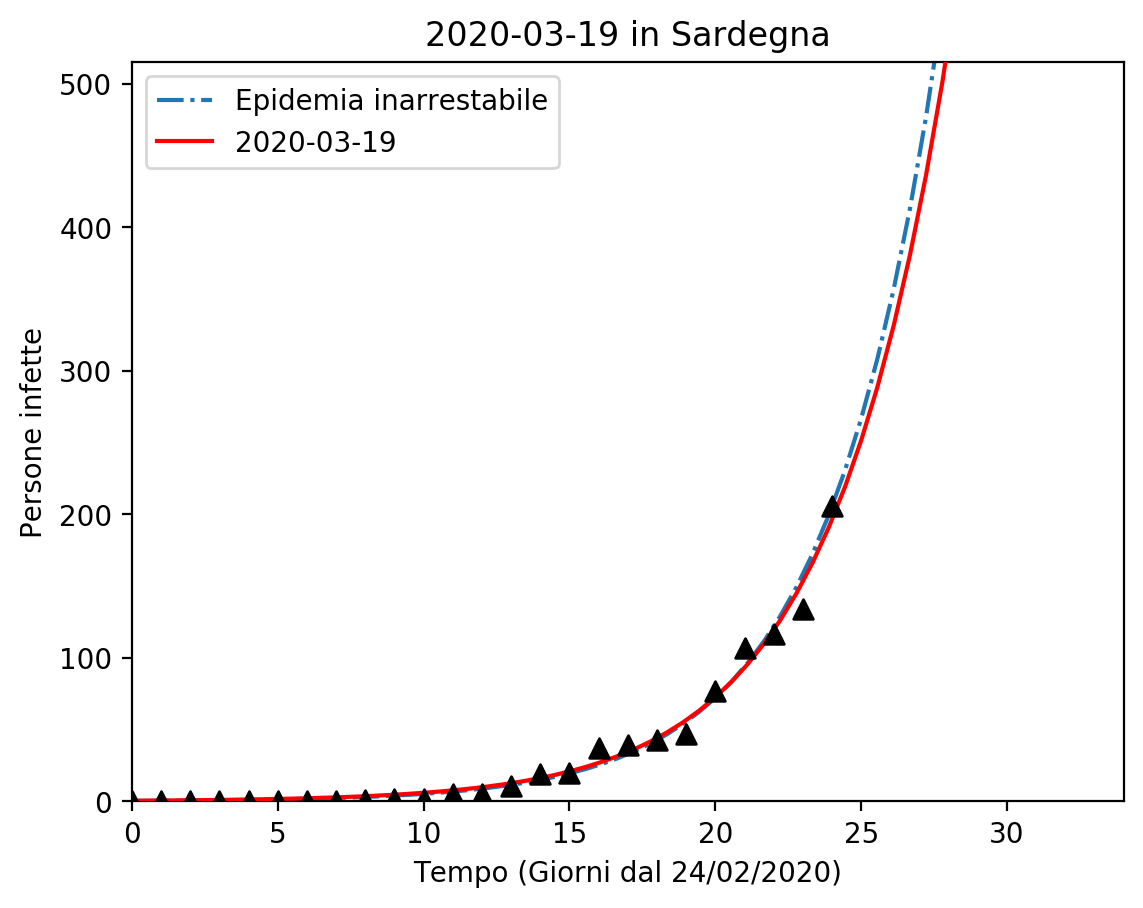 2020-03-19 in Sardegna
Epidemia inarrestabile
2020-03-19
500
400
300
200
100
0
Persone infette
0 5 10 15 20 25 30
Tempo (Giorni dal 24/02/2020)